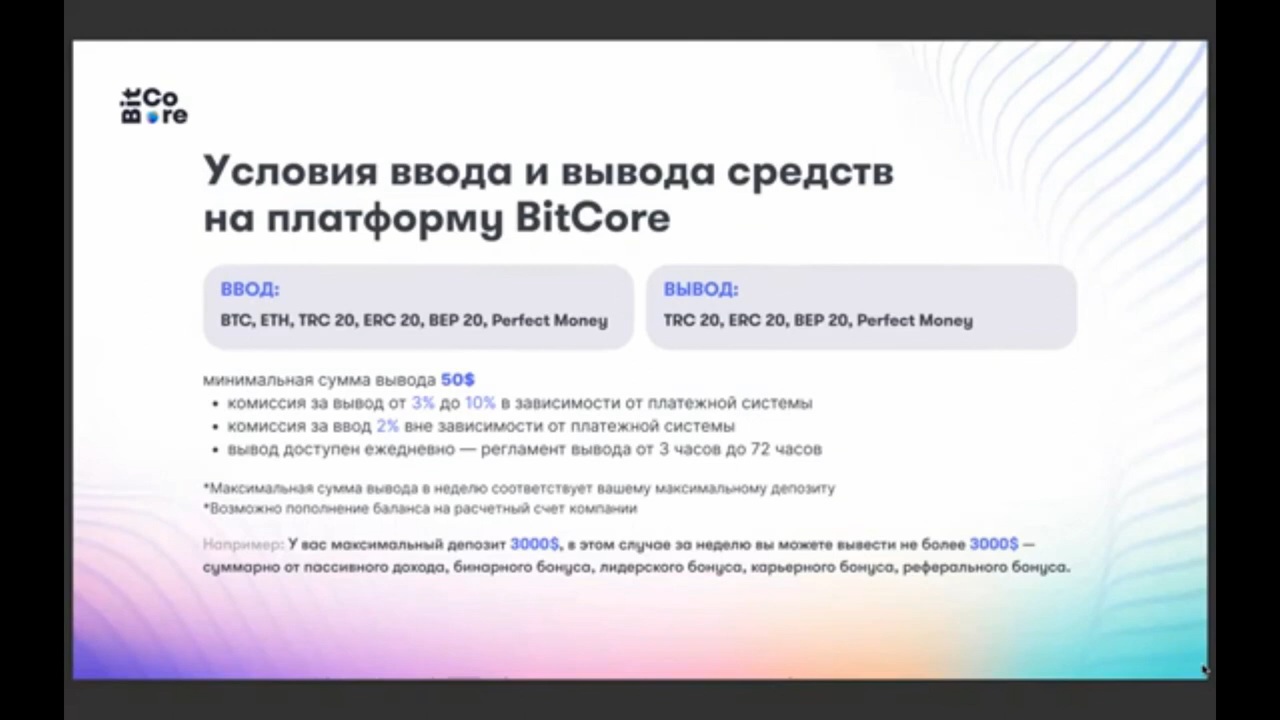 BitCore
Условия ввода и вывода средств
на платформу BitCore
ВВОД:
BTC, ETH, TRC 20, ERC 20, BEP 20, Perfect Money
ВЫВОД:
TRC 20, ERC 20, BEP 20, Perfect Money
минимальная сумма вывода 50$
• комиссия за вывод от 3% до 10% в зависимости от платежной системы
• комиссия за ввод 2% вне зависимости от платежной системы
• вывод доступен ежедневно — регламент вывода от 3 часов до 72 часов
*Максимальная сумма вывода в неделю соответствует вашему максимальному депозиту
*Возможно пополнение баланса на расчетный счет компании
Например: У вас максимальный депозит 3000$, в этом случае за неделю вы можете вывести не более 3000$ —
суммарно от пассивного дохода, бинарного бонуса, лидерского бонуса, карьерного бонуса, реферального бонуса.